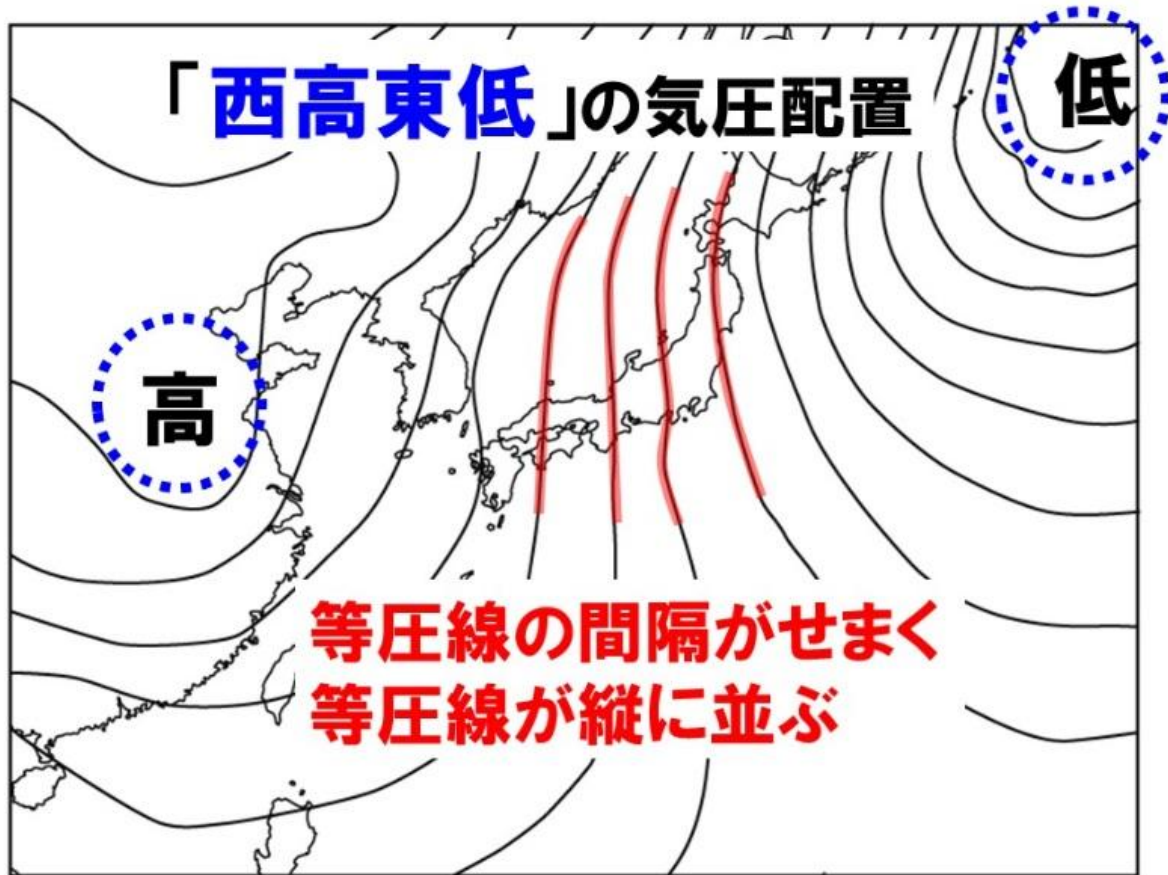 「西高東低」の気圧配置
低
高
等圧線の間隔がせまく
等圧線が縦に並ぶ